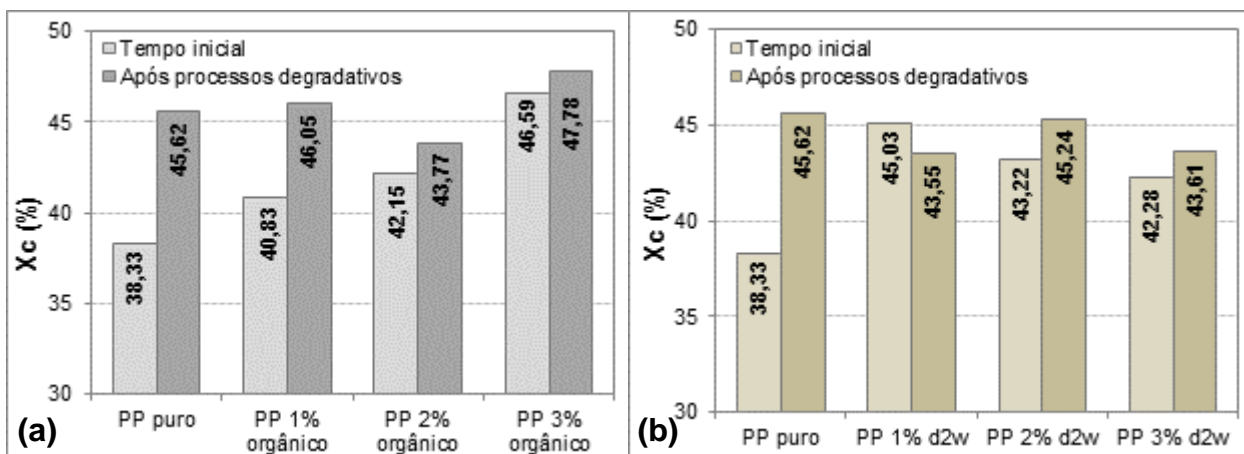 50
45
40
35
30
Xc (%)
Tempo inicial
Após processos degradativos
38,33
45,62
40,83
46,05
42,15
43,77
46,59
47,78
PP puro
PP 1% orgânico
PP 2% orgânico
PP 3% orgânico
(a)
50
45
40
35
30
Xc (%)
Tempo inicial
Após processos degradativos
38,33
45,62
45,03
43,55
43,22
45,24
42,28
43,61
PP puro
PP 1% d2w
PP 2% d2w
PP 3% d2w
(b)